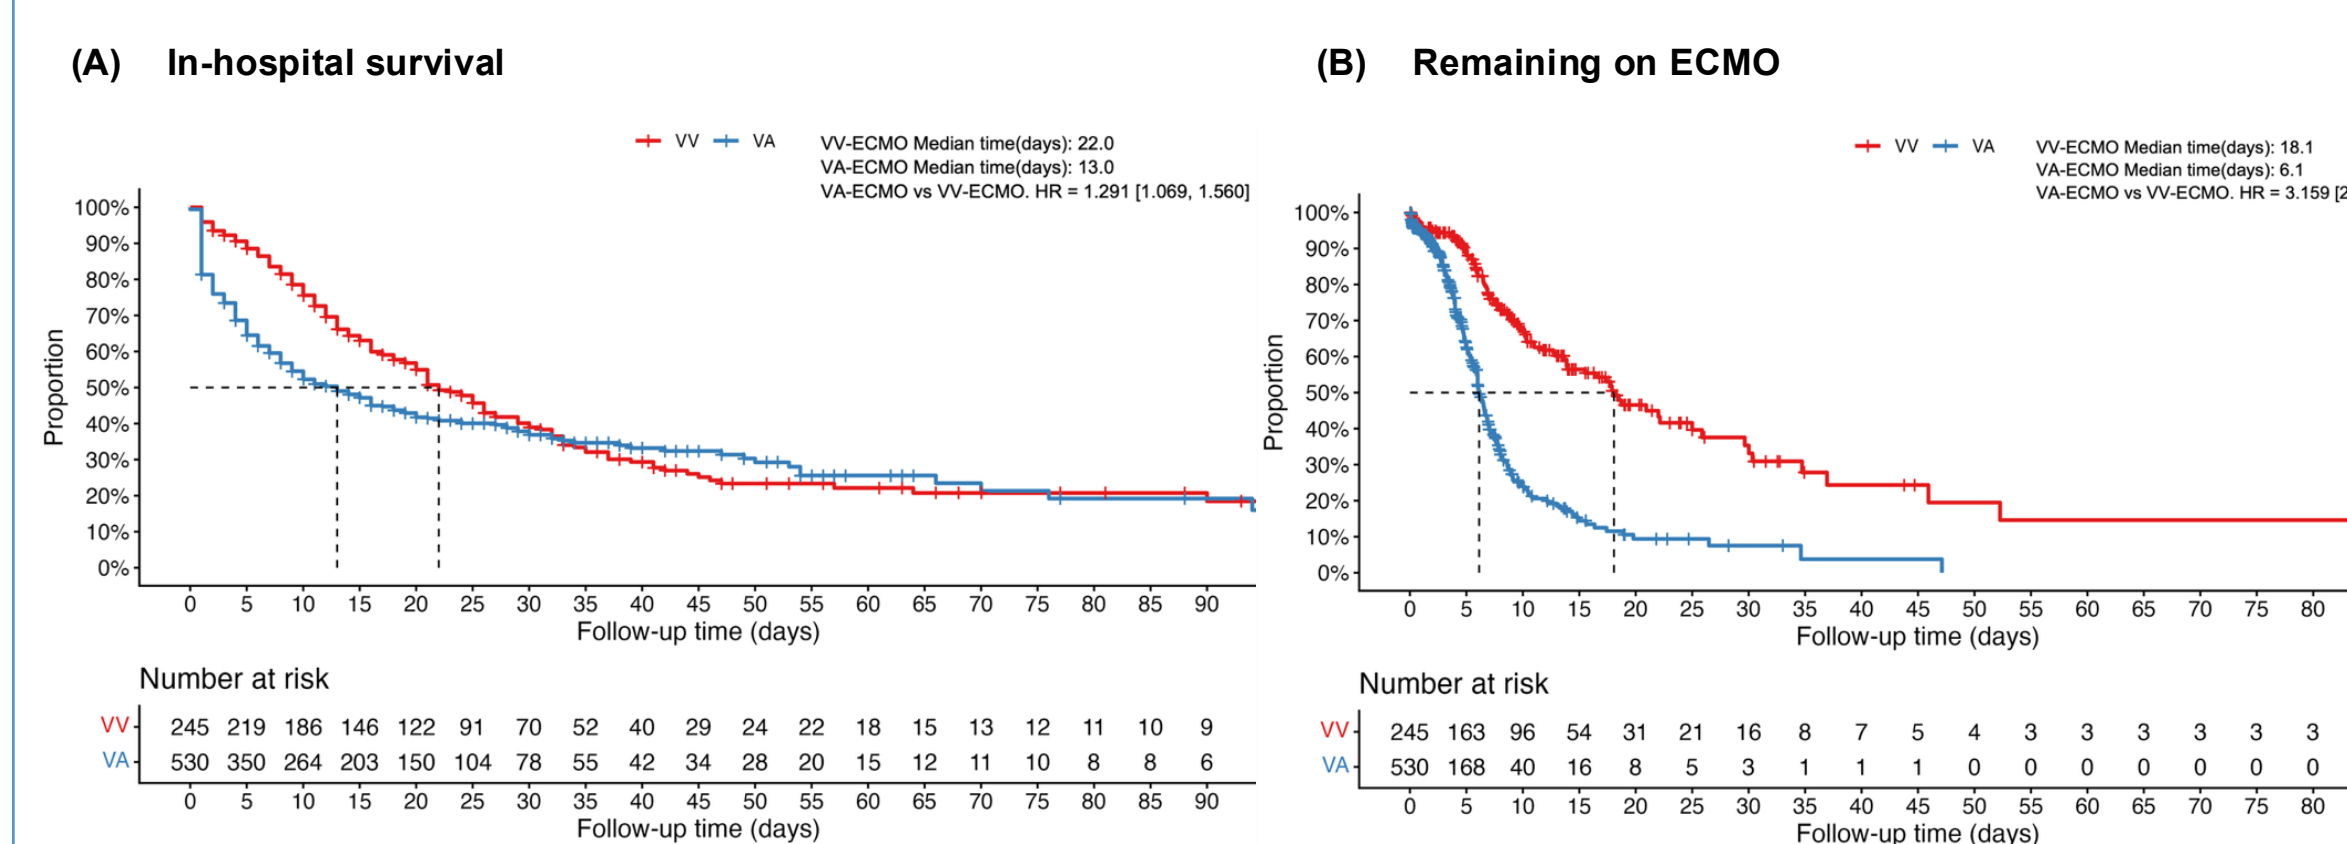 (A) In-hospital survival
VV VA
VV-ECMO Median time(days): 22.0
VA-ECMO Median time(days): 13.0
VA-ECMO vs VV-ECMO. HR = 1.291 [1.069, 1.560]
Proportion
100%
90%
80%
70%
60%
50%
40%
30%
20%
10%
0%
0 5 10 15 20 25 30 35 40 45 50 55 60 65 70 75 80 85 90
Follow-up time (days)
Number at risk
VV 245 219 186 146 122 91 70 52 40 29 24 22 18 15 13 12 11 10 9
VA 530 350 264 203 150 104 78 55 42 34 28 20 15 12 11 10 8 8 6
0 5 10 15 20 25 30 35 40 45 50 55 60 65 70 75 80 85 90
Follow-up time (days)
(B) Remaining on ECMO
VV VA
VV-ECMO Median time(days): 18.1
VA-ECMO Median time(days): 6.1
VA-ECMO vs VV-ECMO. HR = 3.159 [2
Proportion
100%
90%
80%
70%
60%
50%
40%
30%
20%
10%
0%
0 5 10 15 20 25 30 35 40 45 50 55 60 65 70 75 80
Follow-up time (days)
Number at risk
VV 245 163 96 54 31 21 16 8 7 5 4 3 3 3 3 3 3
VA 530 168 40 16 8 5 3 1 1 1 0 0 0 0 0 0 0
0 5 10 15 20 25 30 35 40 45 50 55 60 65 70 75 80
Follow-up time (days)